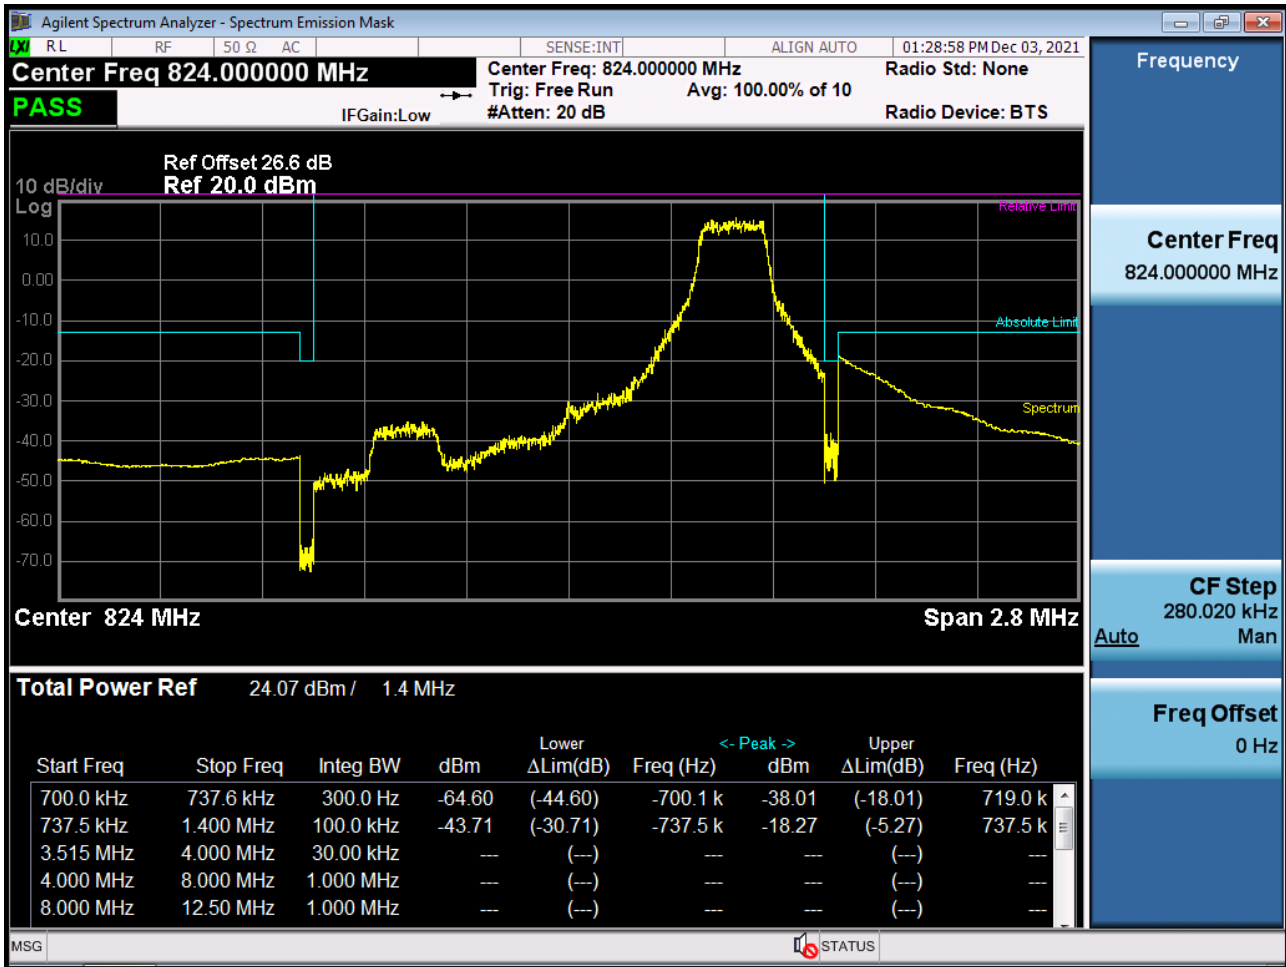 Agilent Spectrum Analyzer - Spectrum Emission Mask
LXI RL RF 50 Ω AC SENSE:INT ALIGN AUTO 01:28:58 PM Dec 03, 2021
Center Freq 824.000000 MHz
Center Freq: 824.000000 MHz Radio Std: None
Trig: Free Run Avg: 100.00% of 10
PASS
IFGain:Low #Atten: 20 dB Radio Device: BTS
Ref Offset 26.6 dB
10 dB/div Ref 20.0 dBm
Log
Relative Limit
10.0
0.00
-10.0
Absolute Limit
-20.0
-30.0
Spectrum
-40.0
-50.0
-60.0
-70.0
Center 824 MHz Span 2.8 MHz
Total Power Ref 24.07 dBm / 1.4 MHz
Lower <- Peak -> Upper
Start Freq Stop Freq Integ BW dBm ΔLim(dB) Freq (Hz) dBm ΔLim(dB) Freq (Hz)
700.0 kHz 737.6 kHz 300.0 Hz -64.60 (-44.60) -700.1 k -38.01 (-18.01) 719.0 k
737.5 kHz 1.400 MHz 100.0 kHz -43.71 (-30.71) -737.5 k -18.27 (-5.27) 737.5 k
3.515 MHz 4.000 MHz 30.00 kHz --- (---) --- --- (---) ---
4.000 MHz 8.000 MHz 1.000 MHz --- (---) --- --- (---) ---
8.000 MHz 12.50 MHz 1.000 MHz --- (---) --- --- (---) ---
MSG STATUS
Frequency
Center Freq
824.000000 MHz
CF Step
280.020 kHz
Auto Man
Freq Offset
0 Hz